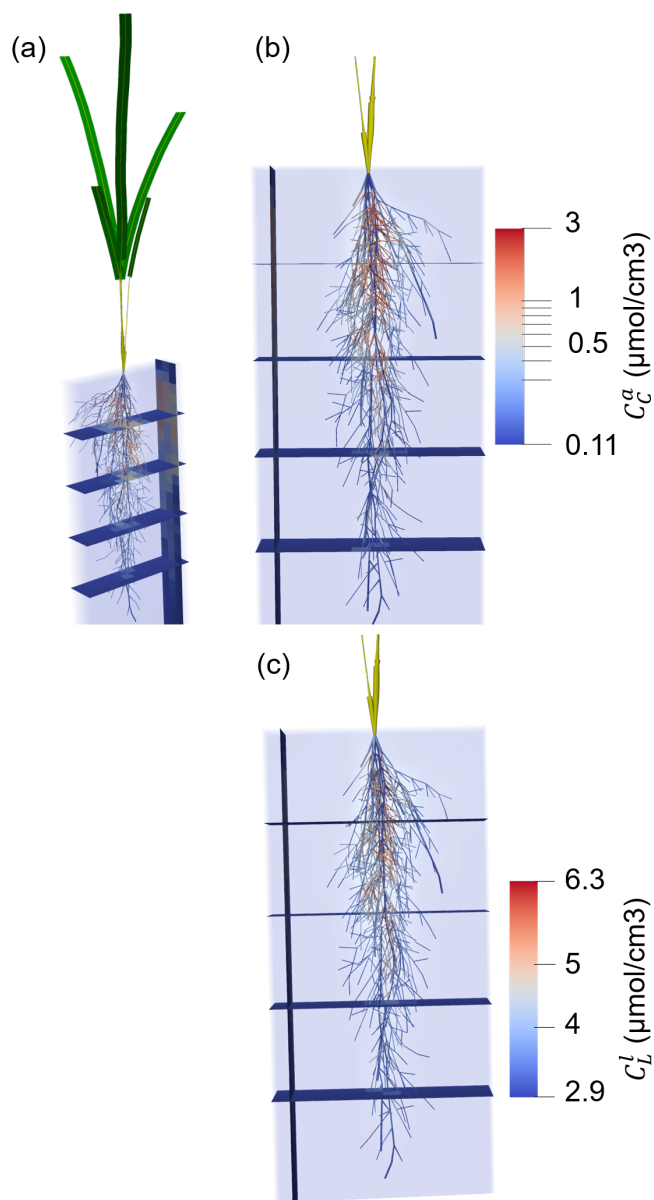 (a)
(b)
3
1
0.5
0.11
C_C^a (μmol/cm3)
(c)
6.3
5
4
2.9
C_L^l (μmol/cm3)